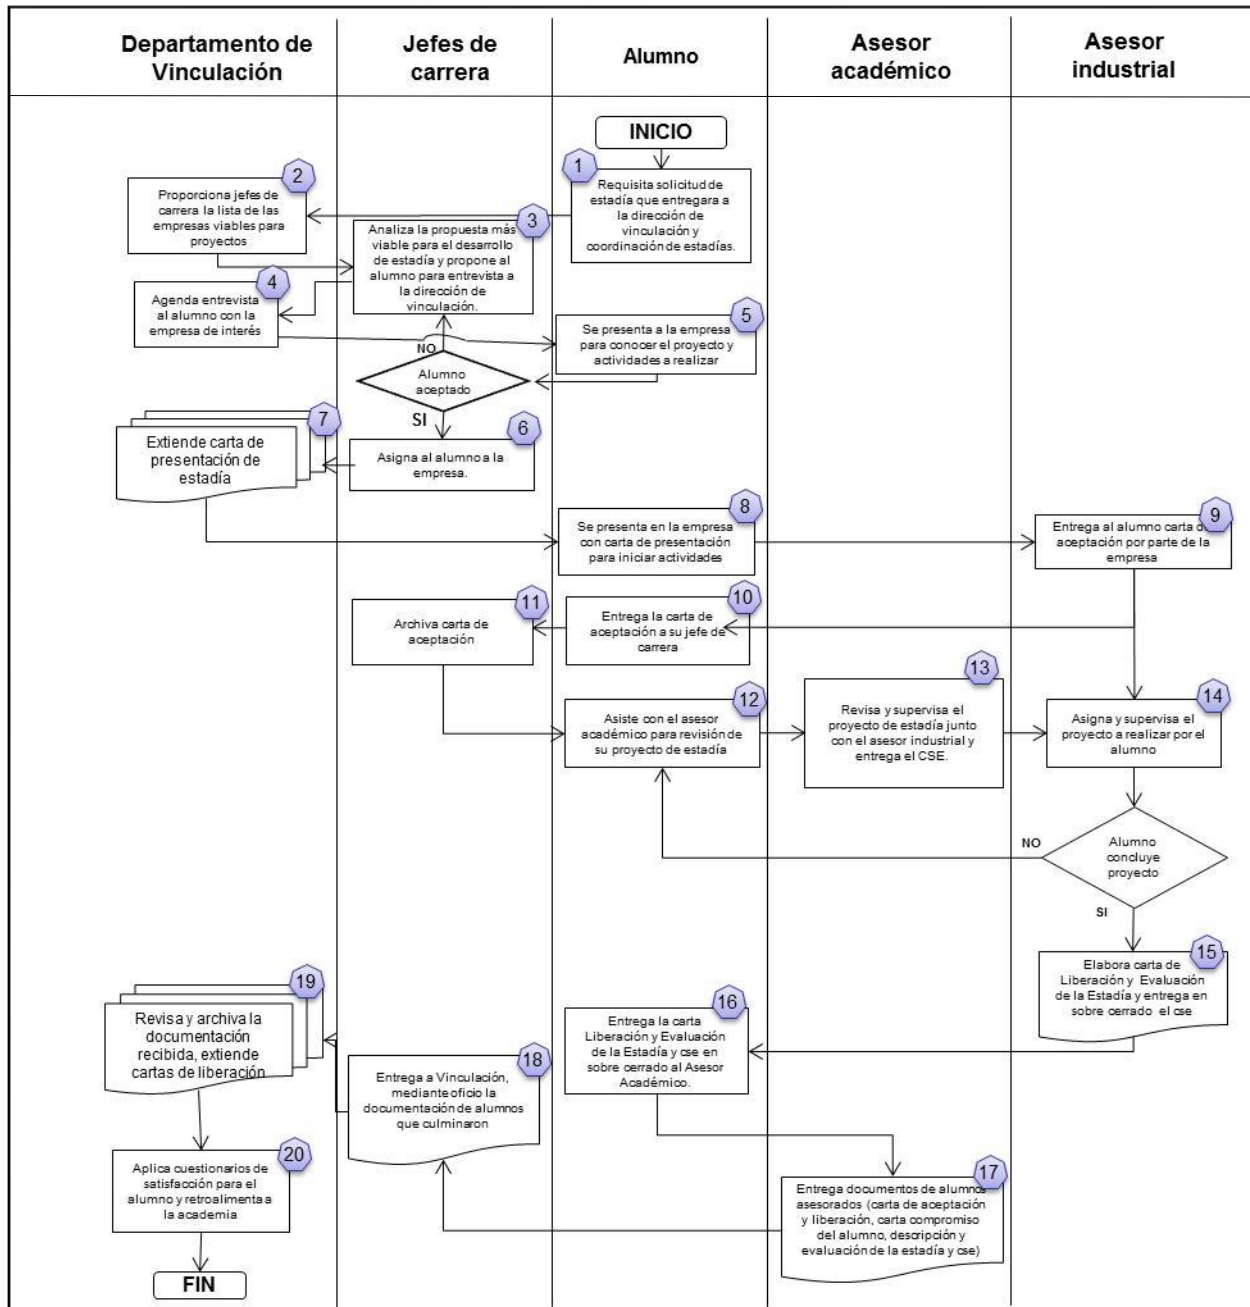 Departamento de
Vinculación
Jefes de
carrera
Alumno
Asesor
académico
Asesor
industrial
INICIO
1
Requisita solicitud de
estadía que entregara a
la dirección de
vinculación y
coordinación de estadías.
2
Proporciona jefes de
carrera la lista de las
empresas viables para
proyectos
3
Analiza la propuesta más
viable para el desarrollo
de estadía y propone al
alumno para entrevista a
la dirección de
vinculación.
4
Agenda entrevista
al alumno con la
empresa de interés
5
Se presenta a la empresa
para conocer el proyecto y
actividades a realizar
NO
Alumno
aceptado
SI
6
Asigna al alumno a la
empresa.
7
Extiende carta de
presentación de
estadía
8
Se presenta en la empresa
con carta de presentación
para iniciar actividades
9
Entrega al alumno carta de
aceptación por parte de la
empresa
10
Entrega la carta de
aceptación a su jefe de
carrera
11
Archiva carta de
aceptación
12
Asiste con el asesor
académico para revisión de
su proyecto de estadía
13
Revisa y supervisa el
proyecto de estadía junto
con el asesor industrial y
entrega el CSE.
14
Asigna y supervisa el
proyecto a realizar por el
alumno
NO
Alumno
concluye
proyecto
SI
15
Elabora carta de
Liberación y Evaluación
de la Estadía y entrega en
sobre cerrado el cse
16
Entrega la carta
Liberación y Evaluación
de la Estadía y cse en
sobre cerrado al Asesor
Académico.
17
Entrega documentos de alumnos
asesorados (carta de aceptación
y liberación, carta compromiso
del alumno, descripción y
evaluación de la estadía y cse)
18
Entrega a Vinculación,
mediante oficio la
documentación de alumnos
que culminaron
19
Revisa y archiva la
documentación
recibida, extiende
cartas de liberación
20
Aplica cuestionarios de
satisfacción para el
alumno y retroalimenta a
la academia
FIN